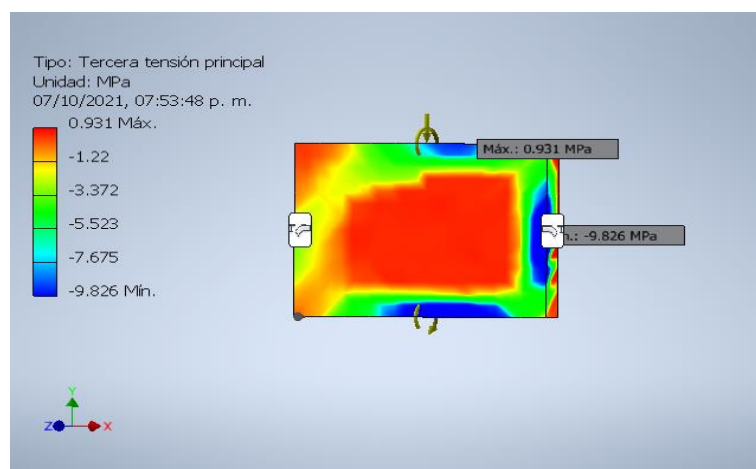 Tipo: Tercera tensión principal
Unidad: MPa
07/10/2021, 07:53:48 p. m.
0.931 Máx.
-1.22
-3.372
-5.523
-7.675
-9.826 Mín.
Máx.: 0.931 MPa
n.: -9.826 MPa
Y
Z
X